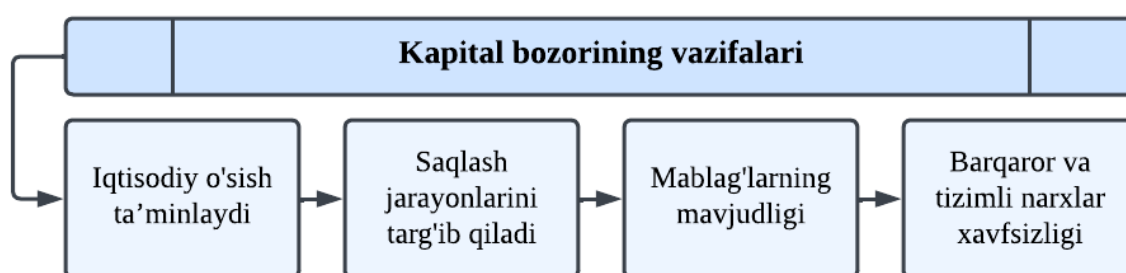 Kapital bozorining vazifalari
Iqtisodiy o'sish
ta’minlaydi
Saqlash
jarayonlarini
targ'ib qiladi
Mablag'larning
mavjudligi
Barqaror va
tizimli narxlar
xavfsizligi